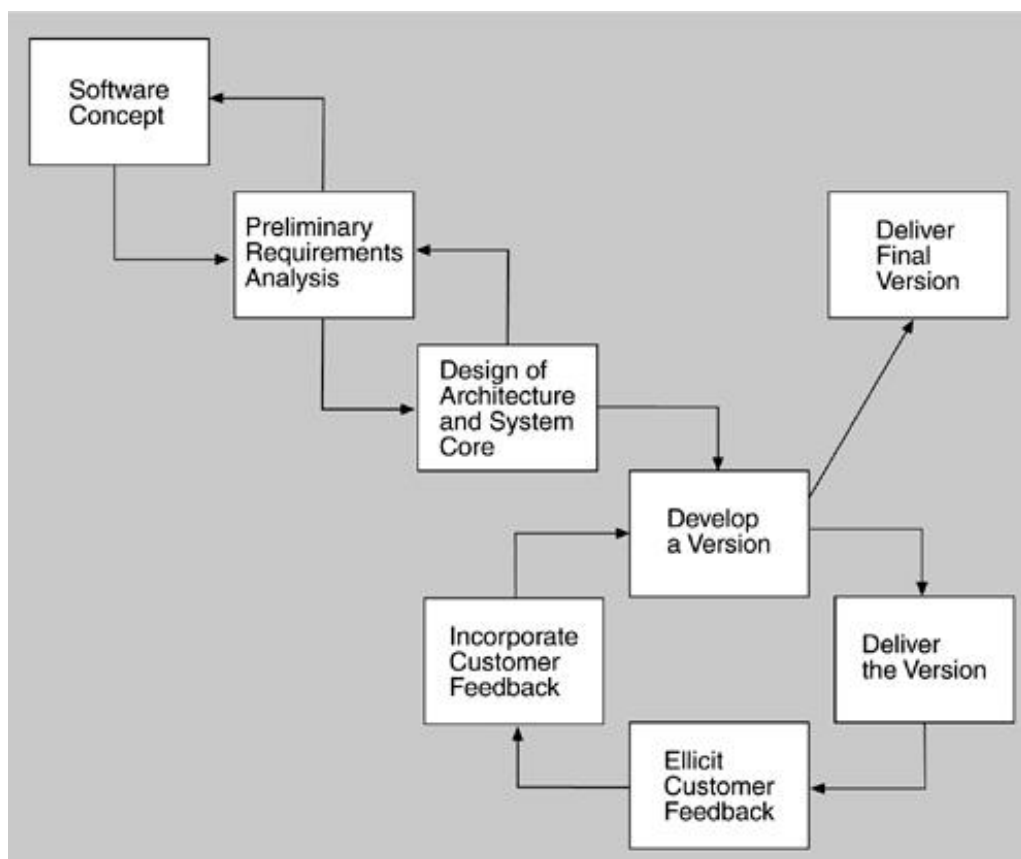 Software
Concept
Preliminary
Requirements
Analysis
Deliver
Final
Version
Design of
Architecture
and System
Core
Develop
a Version
Incorporate
Customer
Feedback
Deliver
the Version
Ellicit
Customer
Feedback